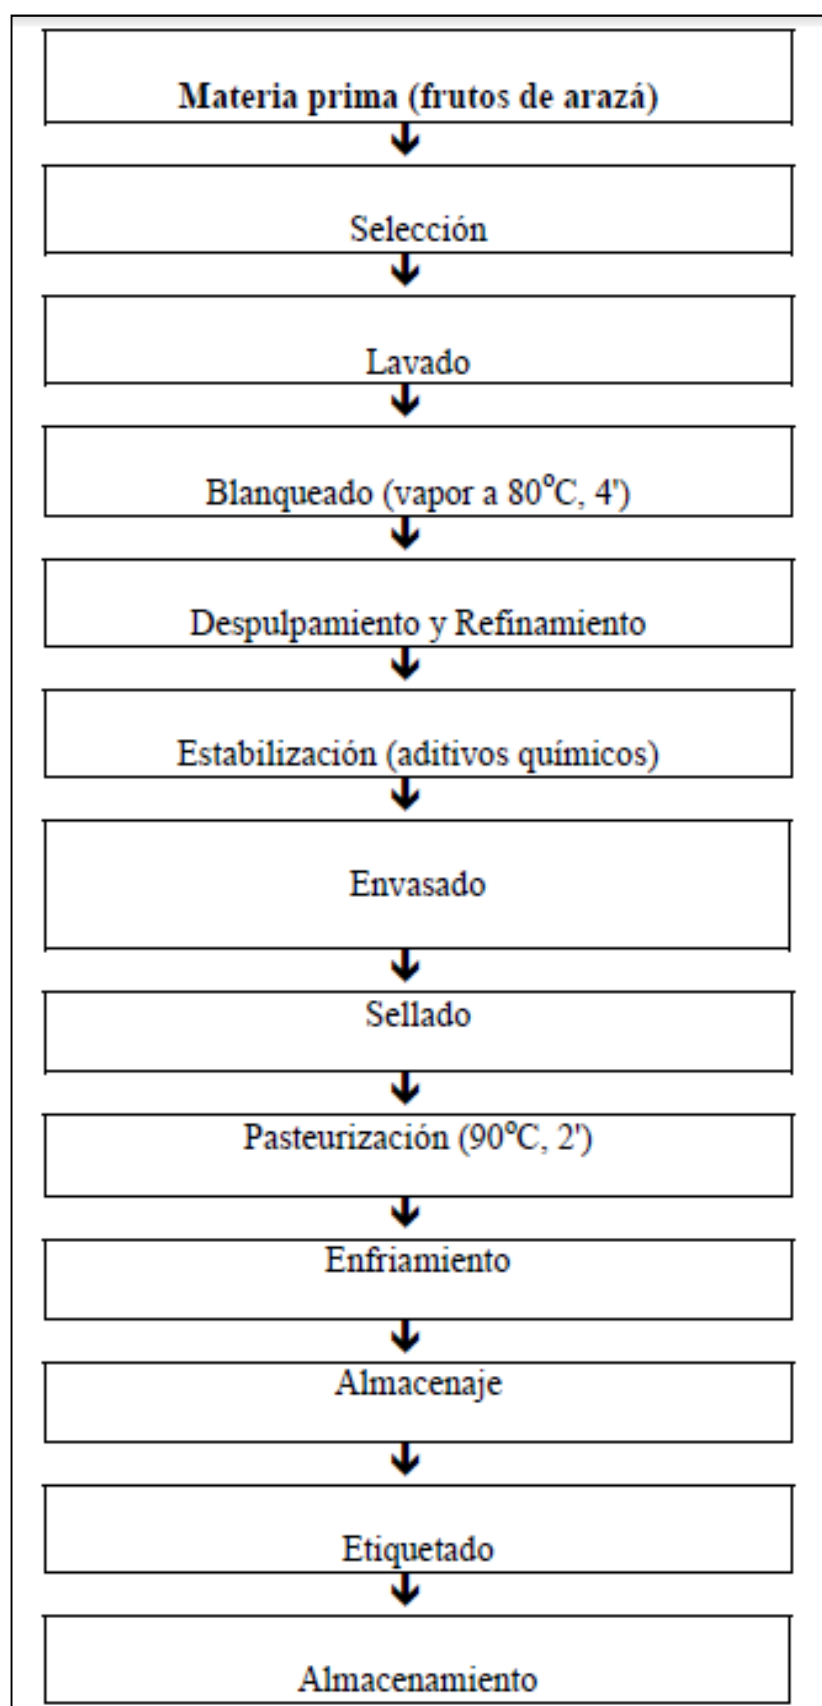 Materia prima (frutos de arazá)
Selección
Lavado
Blanqueado (vapor a 80°C, 4')
Despulpamiento y Refinamiento
Estabilización (aditivos químicos)
Envasado
Sellado
Pasteurización (90°C, 2')
Enfriamiento
Almacenaje
Etiquetado
Almacenamiento